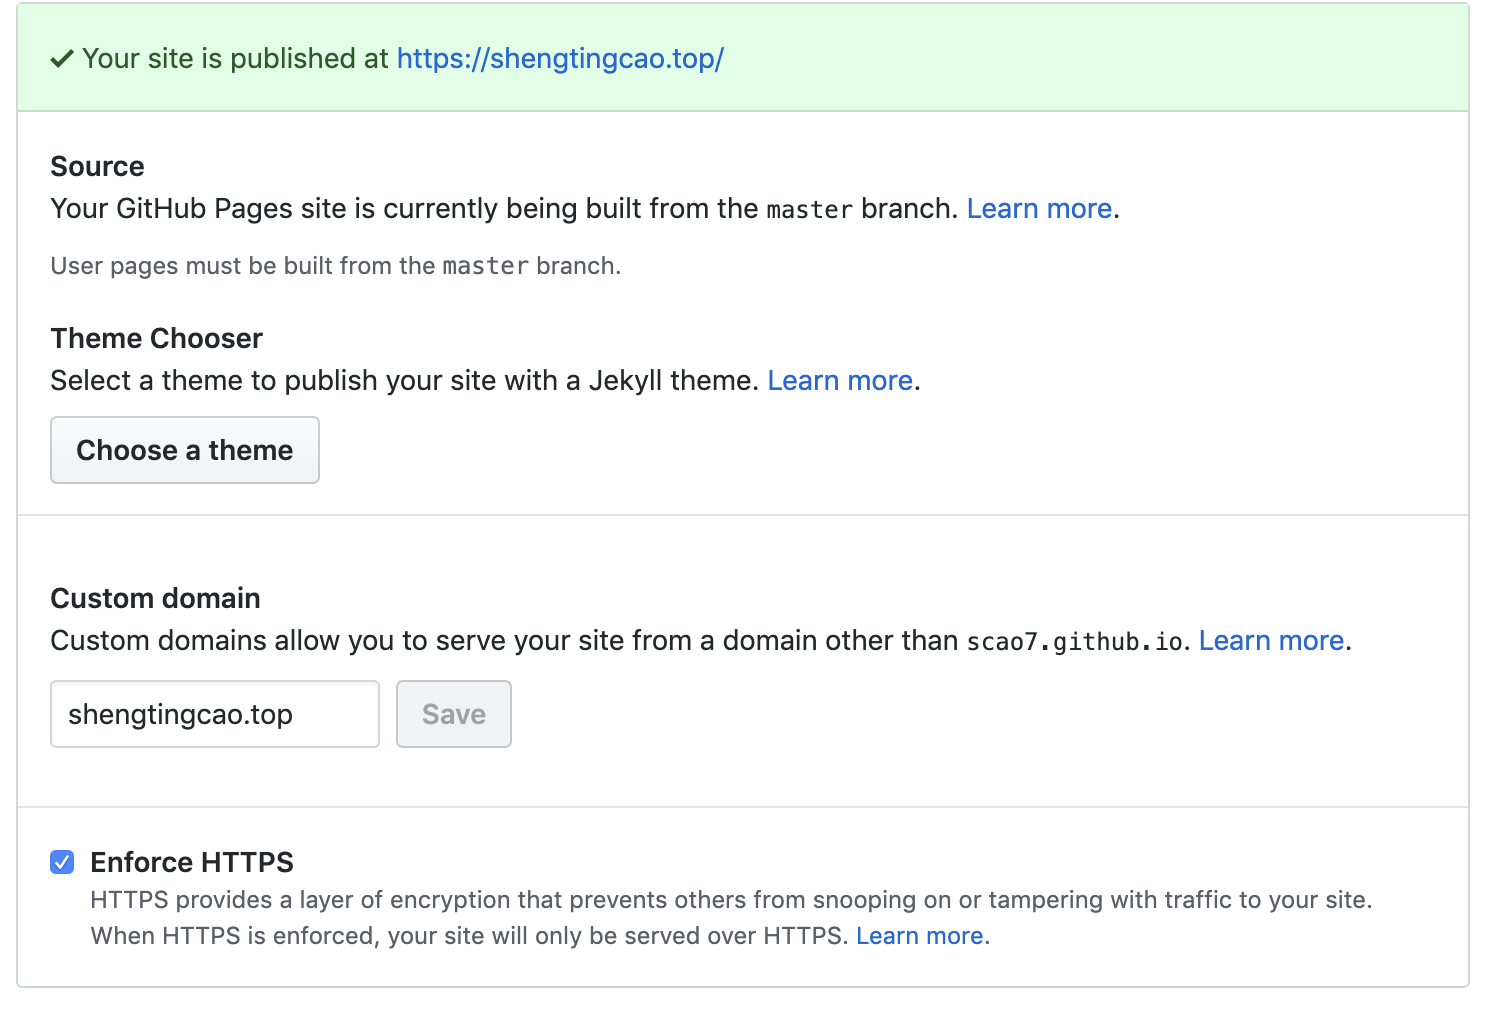 Your site is published at https://shengtingcao.top/
Source
Your GitHub Pages site is currently being built from the master branch. Learn more.
User pages must be built from the master branch.
Theme Chooser
Select a theme to publish your site with a Jekyll theme. Learn more.
Choose a theme
Custom domain
Custom domains allow you to serve your site from a domain other than scao7.github.io. Learn more.
shengtingcao.top Save
Enforce HTTPS
HTTPS provides a layer of encryption that prevents others from snooping on or tampering with traffic to your site.
When HTTPS is enforced, your site will only be served over HTTPS. Learn more.